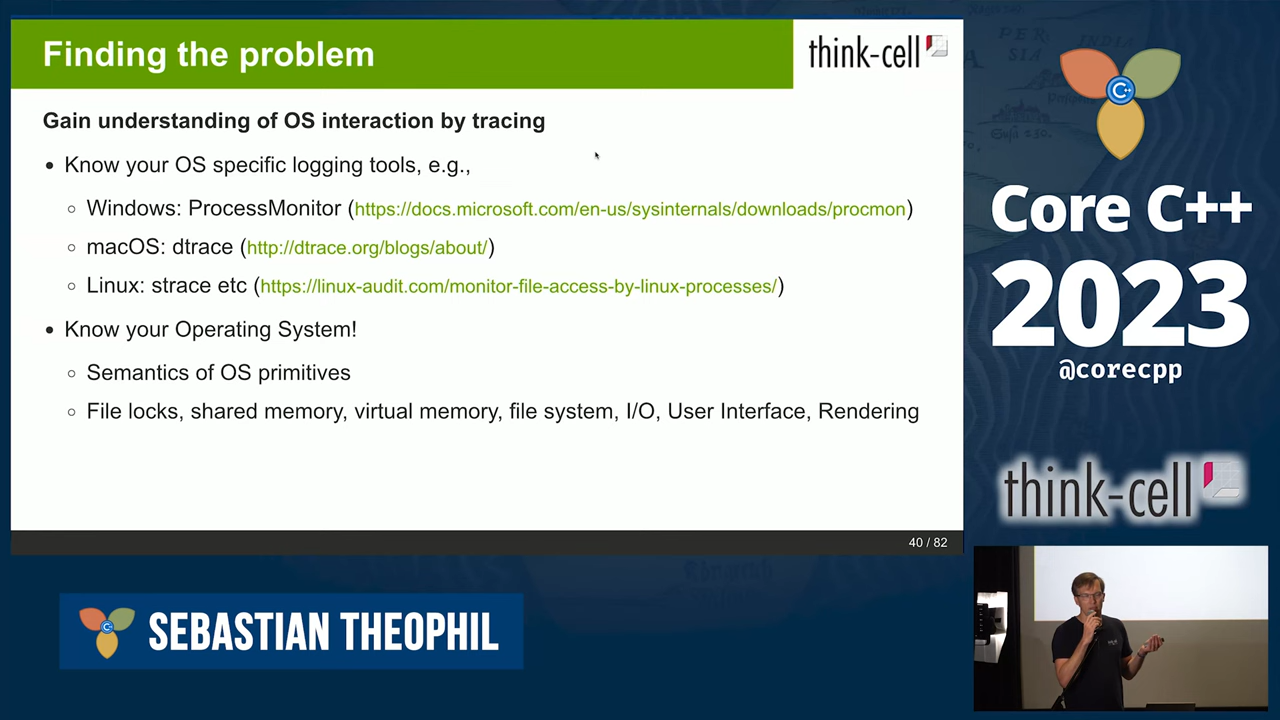 Finding the problem
think-cell
Gain understanding of OS interaction by tracing
• Know your OS specific logging tools, e.g.,
◦ Windows: ProcessMonitor (https://docs.microsoft.com/en-us/sysinternals/downloads/procmon)
◦ macOS: dtrace (http://dtrace.org/blogs/about/)
◦ Linux: strace etc (https://linux-audit.com/monitor-file-access-by-linux-processes/)
• Know your Operating System!
◦ Semantics of OS primitives
◦ File locks, shared memory, virtual memory, file system, I/O, User Interface, Rendering
40 / 82
PER
SIA
INDIA
C++
Core C++
2023
@corecpp
think-cell
C++
SEBASTIAN THEOPHIL